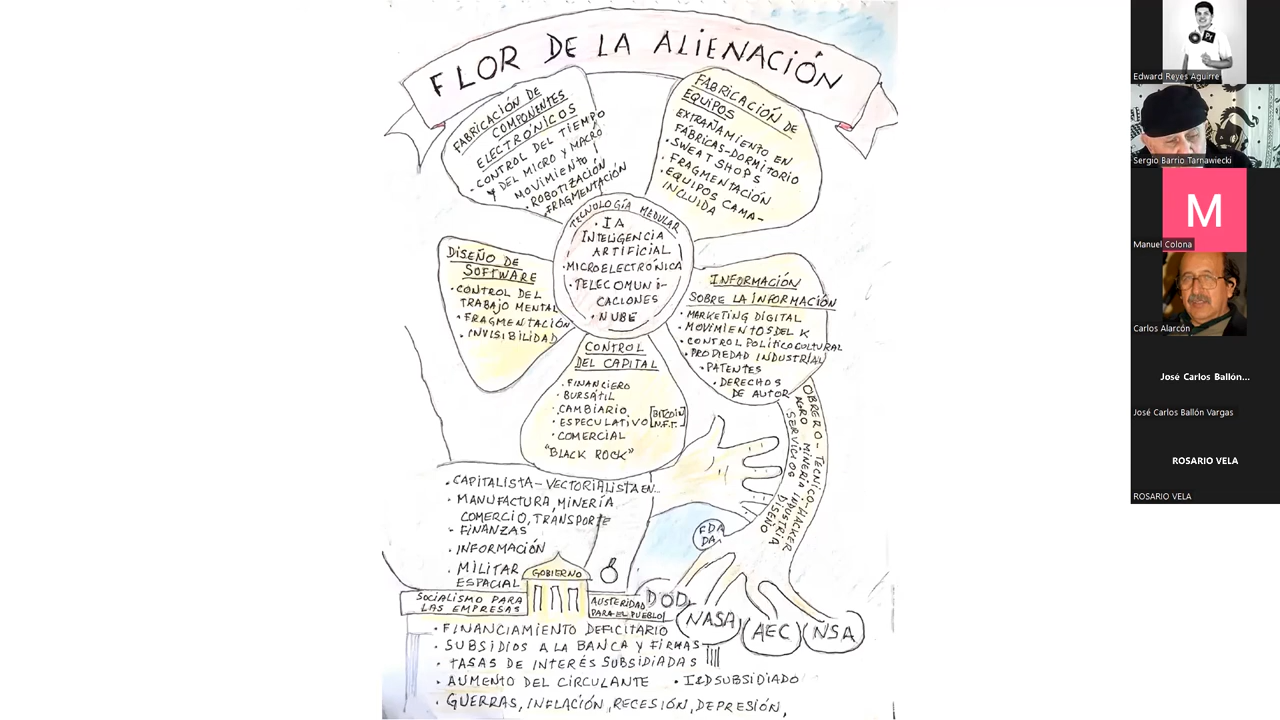 FLOR DE LA ALIENACIÓN
FABRICACIÓN DE
COMPONENTES
ELECTRÓNICOS
• CONTROL DEL TIEMPO
Y DEL MICRO Y MACRO
MOVIMIENTO
• ROBOTIZACIÓN
• FRAGMENTACIÓN
FABRICACIÓN DE
EQUIPOS
EXTRAÑAMIENTO EN
FÁBRICAS-DORMITORIO
• SWEAT SHOPS
• FRAGMENTACIÓN
• EQUIPOS CAMA-
INCLUIDA
TECNOLOGÍA MEDULAR
• IA
INTELIGENCIA
ARTIFICIAL
• MICROELECTRÓNICA
• TELECOMUNI-
CACIONES
• NUBE
DISEÑO DE
SOFTWARE
• CONTROL DEL
TRABAJO MENTAL
• FRAGMENTACIÓN
• INVISIBILIDAD
INFORMACIÓN
SOBRE LA INFORMACIÓN
• MARKETING DIGITAL
• MOVIMIENTOS DEL K
• CONTROL POLÍTICO CULTURAL
• PROPIEDAD INDUSTRIAL
• PATENTES
• DERECHOS
DE AUTOR
CONTROL
DEL CAPITAL
• FINANCIERO
• BURSÁTIL
• CAMBIARIO
• ESPECULATIVO [BITCOIN N.F.T.]
• COMERCIAL
"BLACK ROCK"
OBRERO-TÉCNICO-HACKER
AGRO MINERÍA INDUSTRIA
SERVICIOS DISEÑO
• CAPITALISTA-VECTORIALISTA EN...
• MANUFACTURA, MINERÍA
COMERCIO, TRANSPORTE
• FINANZAS
• INFORMACIÓN
• MILITAR
ESPACIAL
GOBIERNO
SOCIALISMO PARA
LAS EMPRESAS
AUSTERIDAD
PARA EL PUEBLO
FDA
DA
DOD
NASA
AEC
NSA
• FINANCIAMIENTO DEFICITARIO
• SUBSIDIOS A LA BANCA Y FIRMAS
• TASAS DE INTERÉS SUBSIDIADAS
• AUMENTO DEL CIRCULANTE • I&D SUBSIDIADO
• GUERRAS, INFLACIÓN, RECESIÓN, DEPRESIÓN,
Pr
Edward Reyes Aguirre
Sergio Barrio Tarnawiecki
M
Manuel Colona
Carlos Alarcón
José Carlos Ballón...
José Carlos Ballón Vargas
ROSARIO VELA
ROSARIO VELA